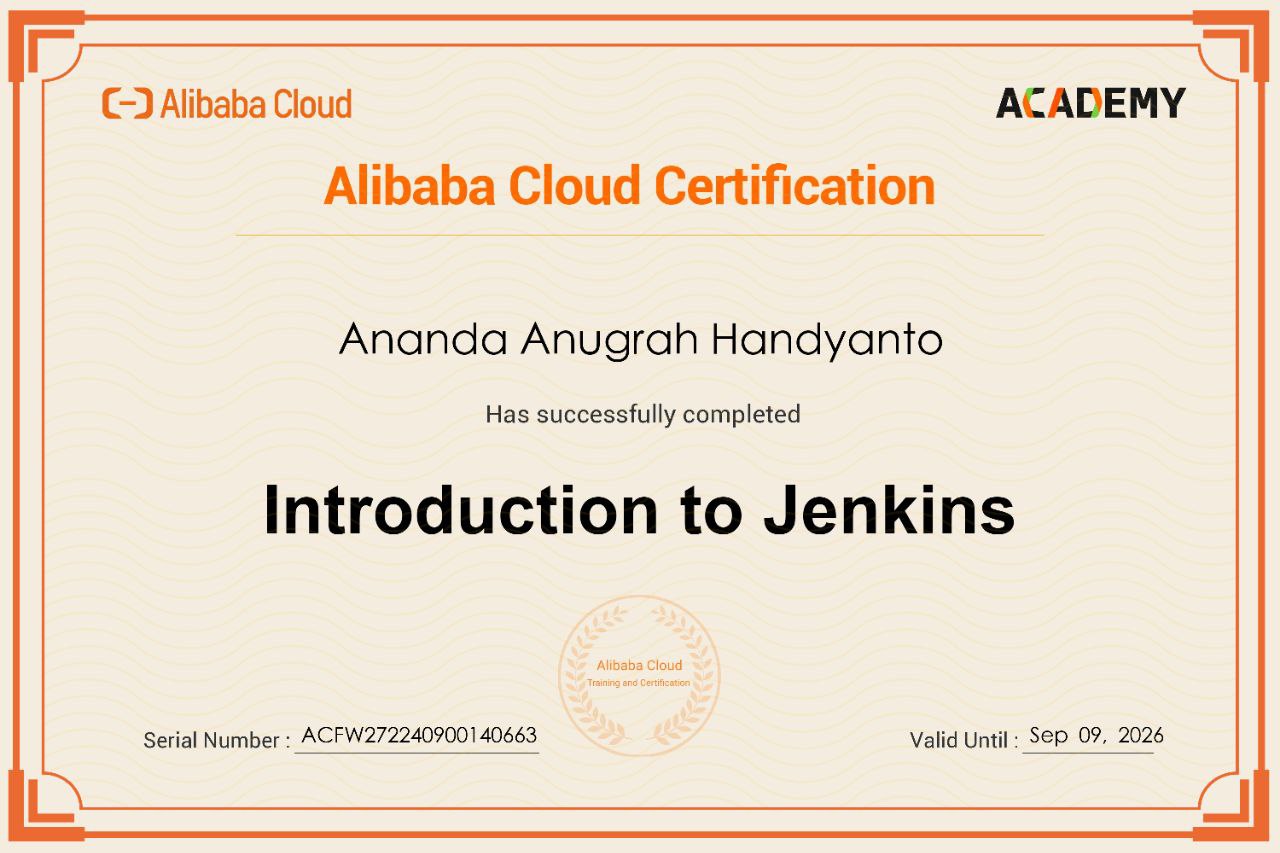 Alibaba Cloud
ACADEMY
Alibaba Cloud Certification
Ananda Anugrah Handyanto
Has successfully completed
Introduction to Jenkins
Alibaba Cloud
Training and Certification
Serial Number : ACFW272240900140663
Valid Until : Sep 09, 2026